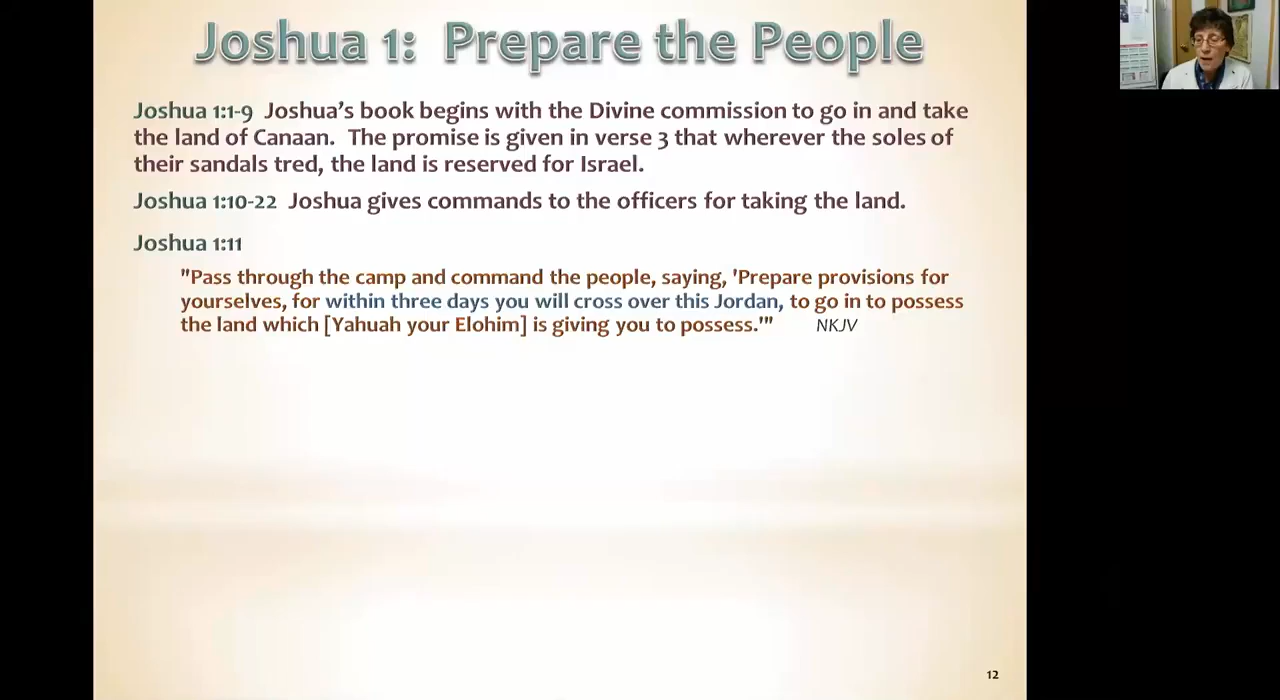 Joshua 1: Prepare the People
Joshua 1:1-9 Joshua's book begins with the Divine commission to go in and take
the land of Canaan. The promise is given in verse 3 that wherever the soles of
their sandals tred, the land is reserved for Israel.
Joshua 1:10-22 Joshua gives commands to the officers for taking the land.
Joshua 1:11
"Pass through the camp and command the people, saying, 'Prepare provisions for
yourselves, for within three days you will cross over this Jordan, to go in to possess
the land which [Yahuah your Elohim] is giving you to possess.'" NKJV
12